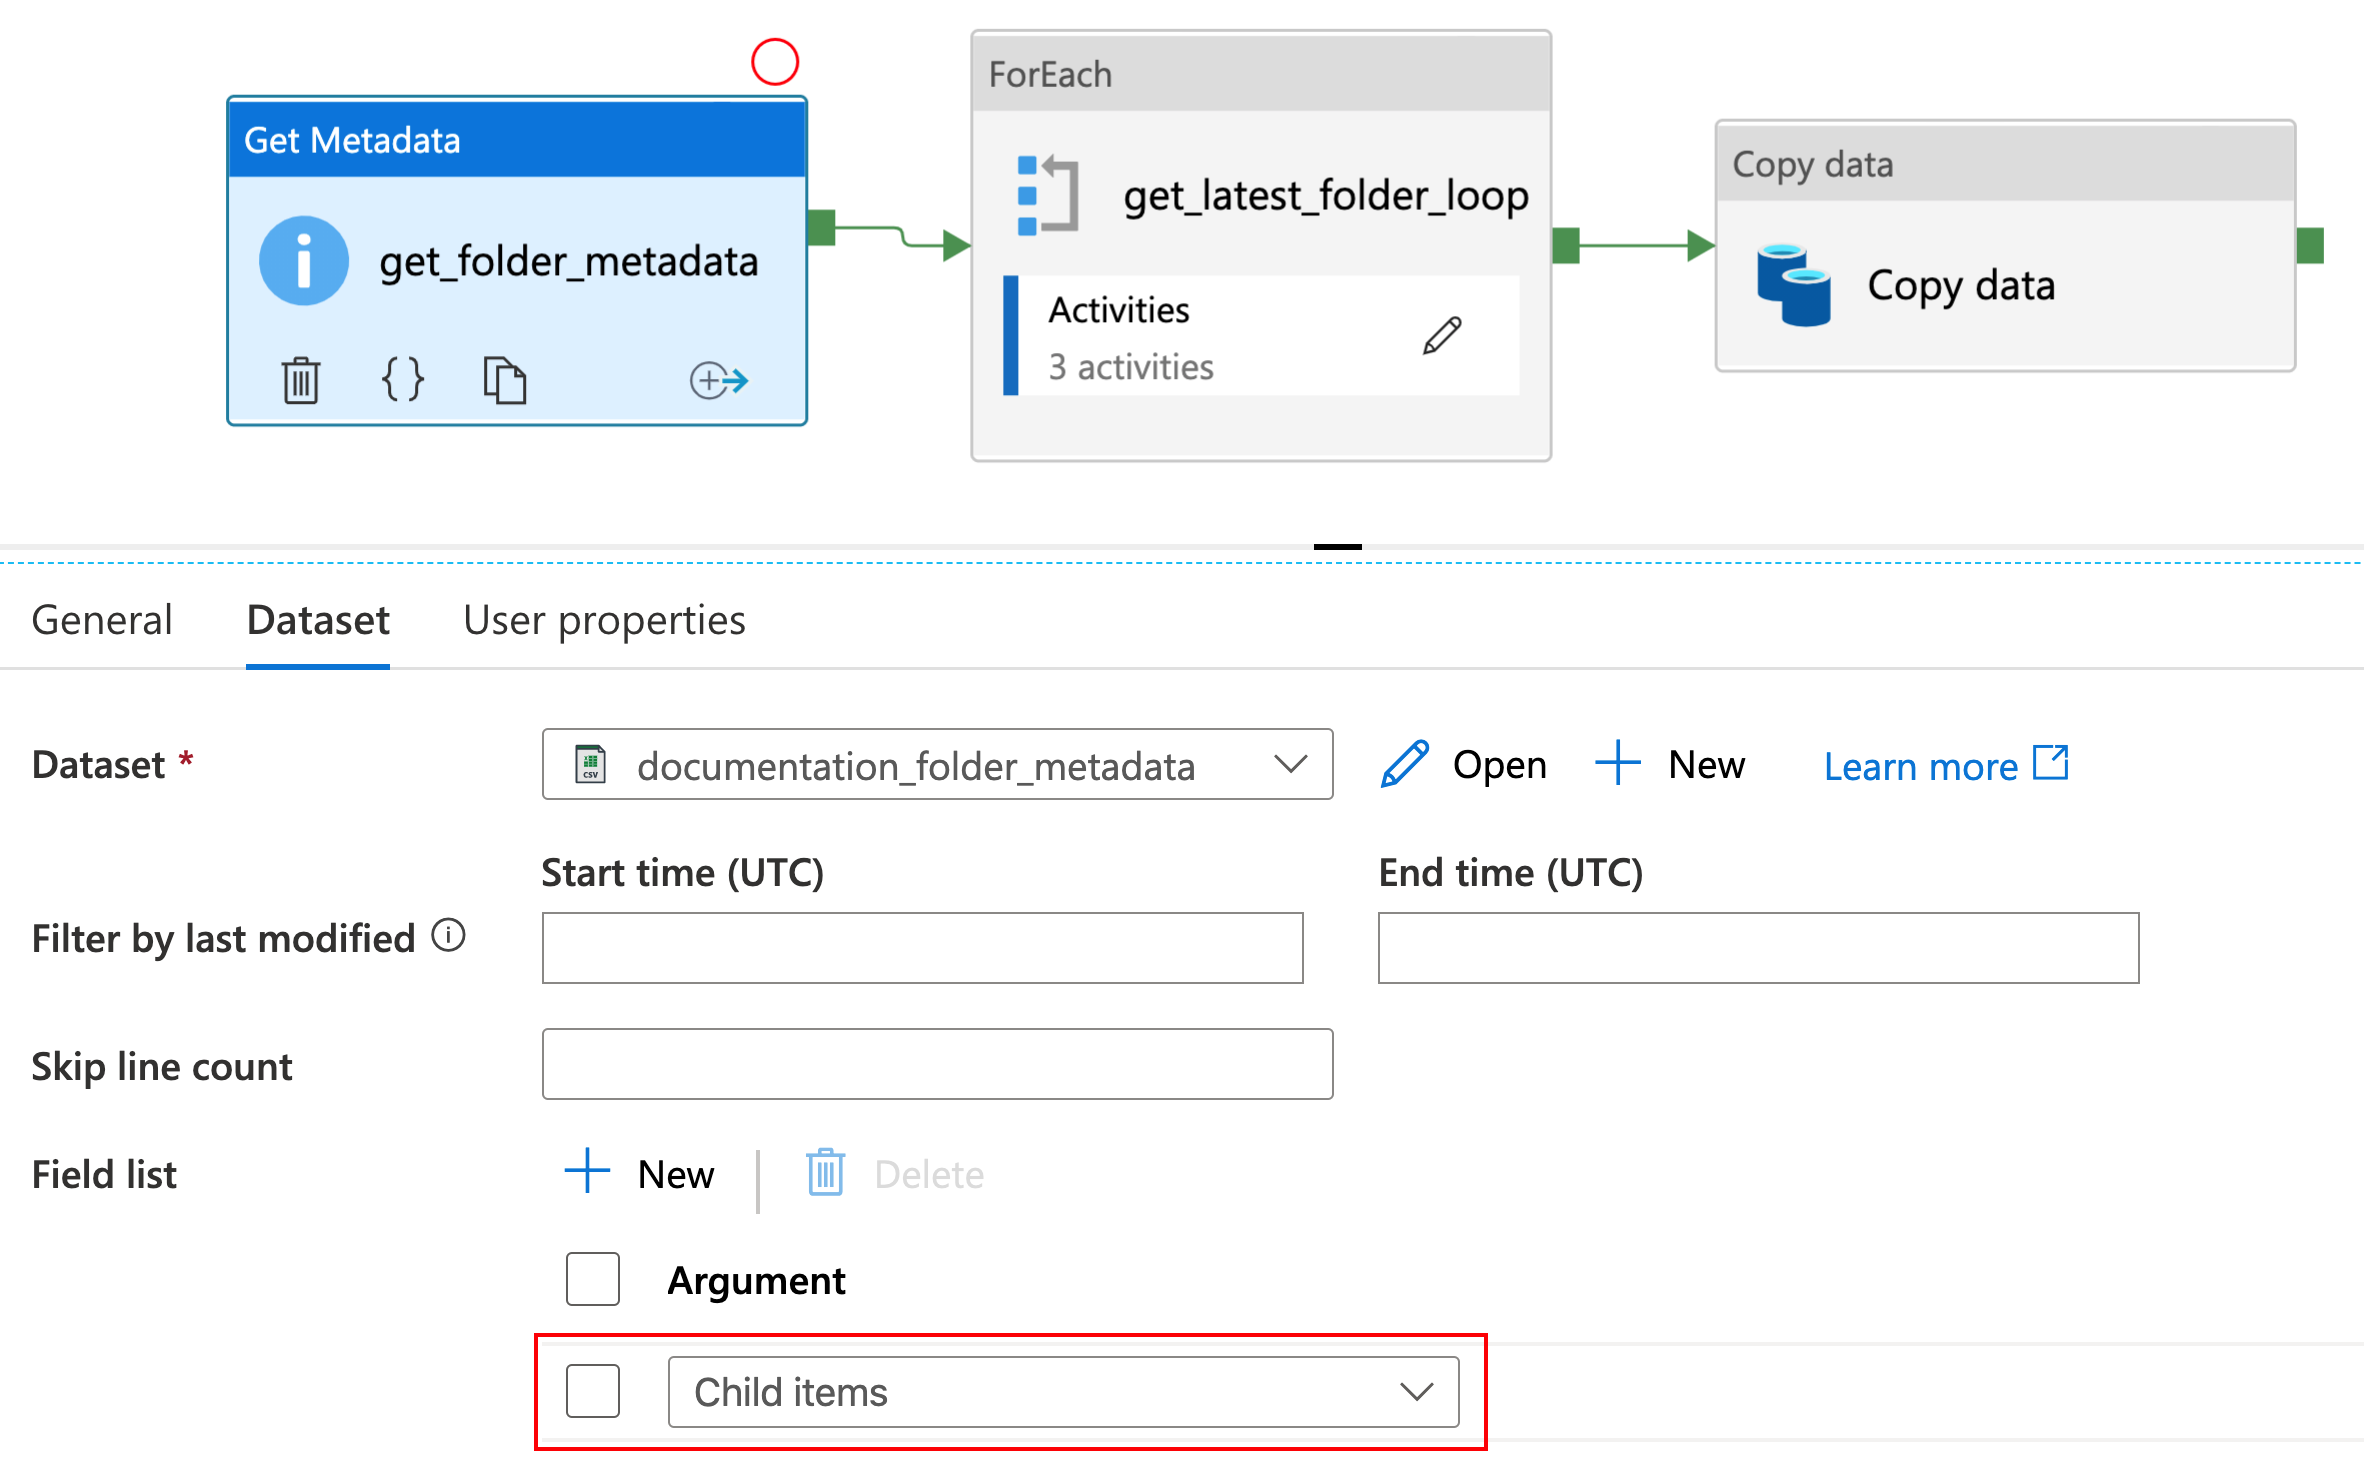 Get Metadata
get_folder_metadata
ForEach
get_latest_folder_loop
Activities
3 activities
Copy data
Copy data
General Dataset User properties
Dataset * CSV documentation_folder_metadata Open New Learn more
Start time (UTC) End time (UTC)
Filter by last modified
Skip line count
Field list New Delete
Argument
Child items